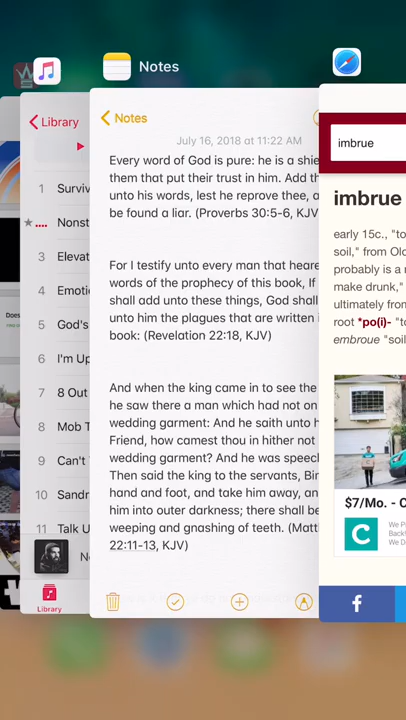 Notes
Library
1 Surviv
Nonst
3 Elevat
4 Emoti
5 God's
6 I'm Up
7 8 Out
8 Mob T
9 Can't
10 Sandr
11 Talk U
Library
Notes
July 16, 2018 at 11:22 AM
Every word of God is pure: he is a shie
them that put their trust in him. Add th
unto his words, lest he reprove thee, a
be found a liar. (Proverbs 30:5-6, KJV
For I testify unto every man that heare
words of the prophecy of this book, If
shall add unto these things, God shall
unto him the plagues that are written i
book: (Revelation 22:18, KJV)
And when the king came in to see the
he saw there a man which had not on
wedding garment: And he saith unto h
Friend, how camest thou in hither not
wedding garment? And he was speec
Then said the king to the servants, Bin
hand and foot, and take him away, an
him into outer darkness; there shall be
weeping and gnashing of teeth. (Matt
22:11-13, KJV)
imbrue
imbrue
early 15c., "to
soil," from Old
probably is a r
make drunk,"
ultimately from
root *po(i)- "to
embroue "soil
$7/Mo. - C
C
We P
Back
We D
f